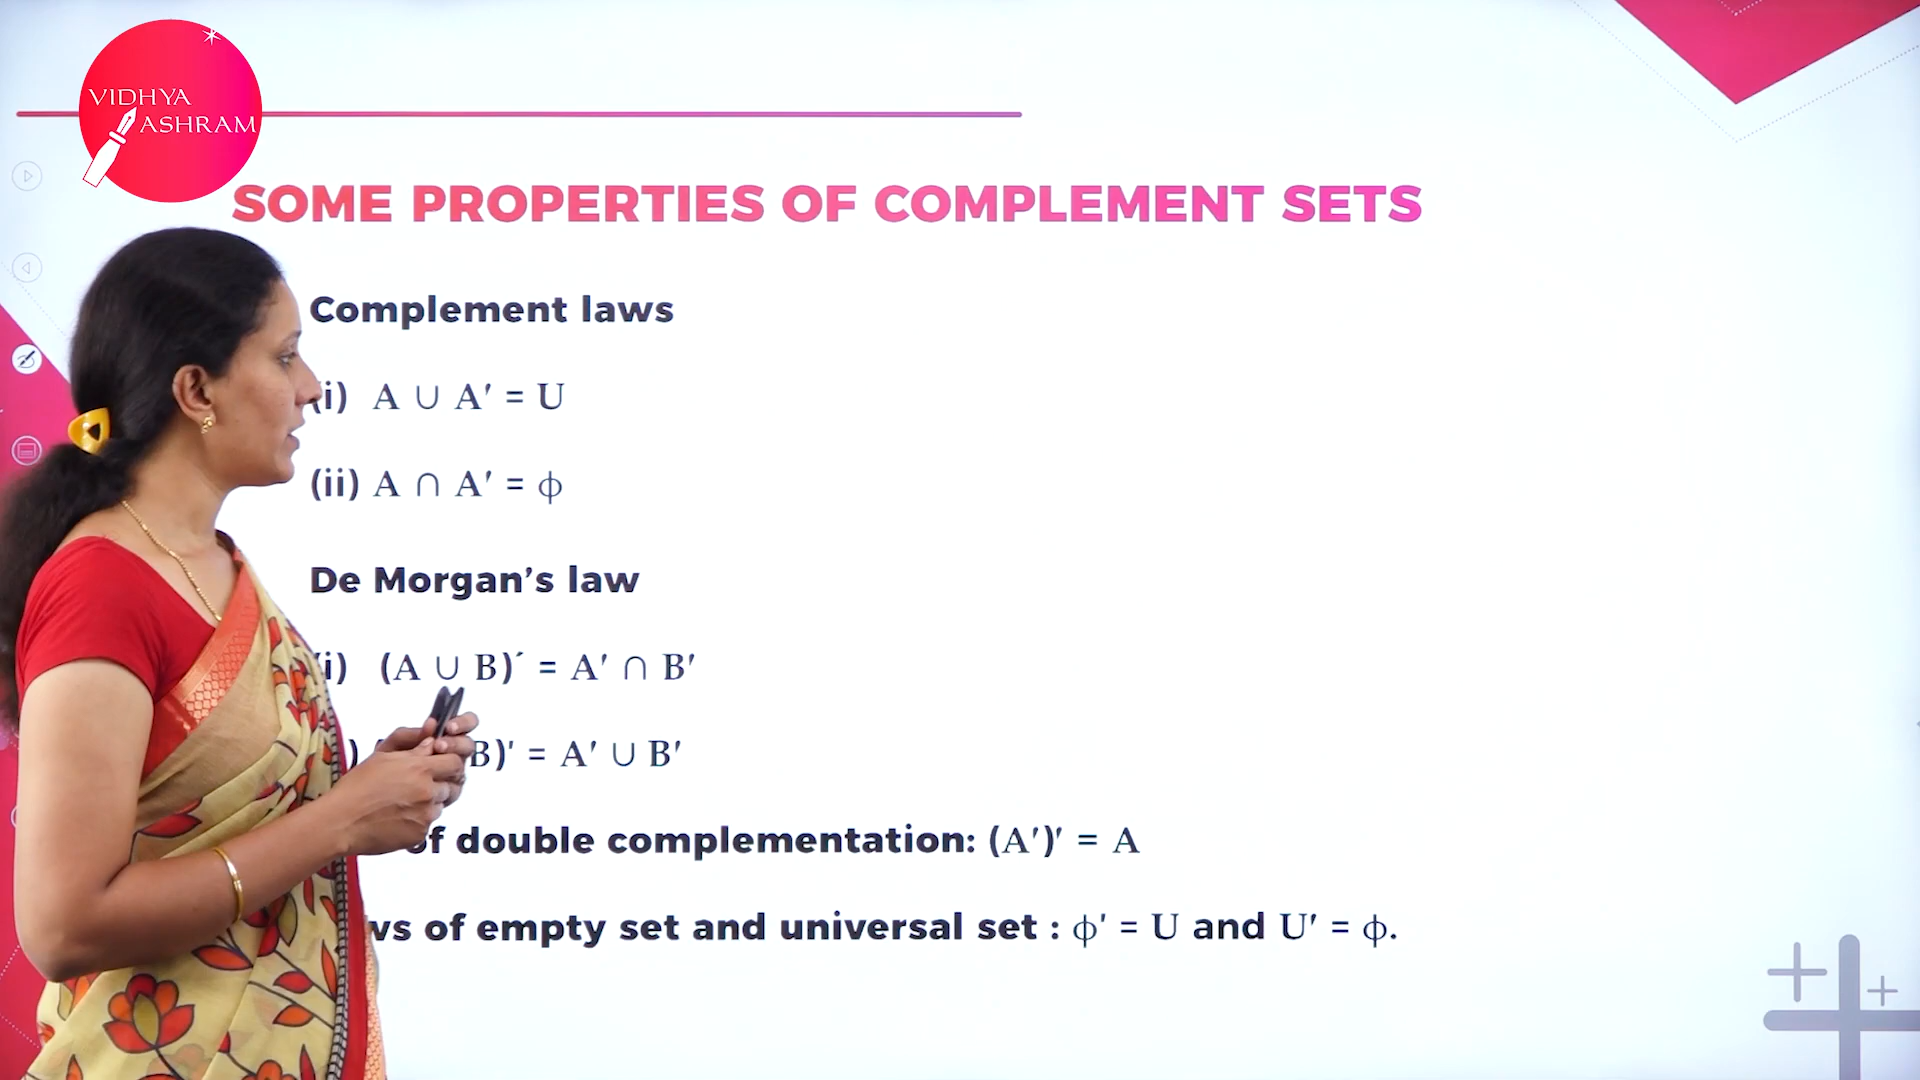 VIDHYA
ASHRAM
SOME PROPERTIES OF COMPLEMENT SETS
Complement laws
(i) A ∪ A′ = U
(ii) A ∩ A′ = ϕ
De Morgan’s law
(i) (A ∪ B)´ = A′ ∩ B′
B)′ = A′ ∪ B′
of double complementation: (A′)′ = A
of empty set and universal set : ϕ′ = U and U′ = ϕ.